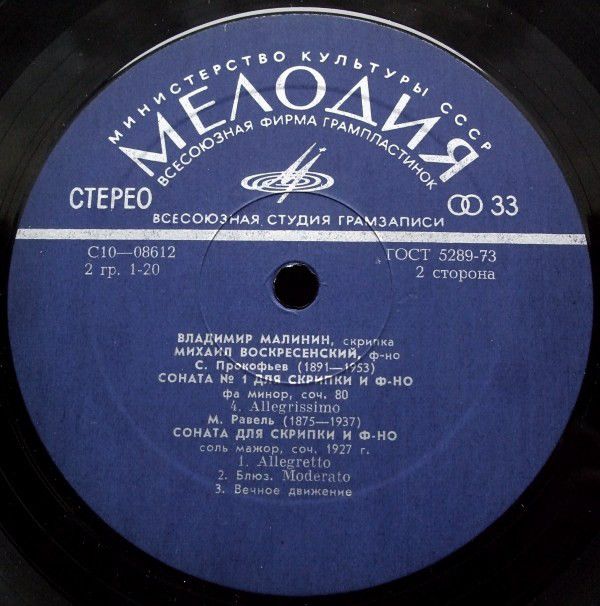 МИНИСТЕРСТВО КУЛЬТУРЫ СССР
МЕЛОДИЯ
ВСЕСОЮЗНАЯ ФИРМА ГРАМПЛАСТИНОК
СТЕРЕО 33
ВСЕСОЮЗНАЯ СТУДИЯ ГРАМЗАПИСИ
С10—08612 ГОСТ 5289-73
2 гр. 1-20 2 сторона
ВЛАДИМИР МАЛИНИН, скрипка
МИХАИЛ ВОСКРЕСЕНСКИЙ, ф-но
С. Прокофьев (1891—1953)
СОНАТА № 1 ДЛЯ СКРИПКИ И Ф-НО
фа минор, соч. 80
4. Allegrissimo
М. Равель (1875—1937)
СОНАТА ДЛЯ СКРИПКИ И Ф-НО
соль мажор, соч. 1927 г.
1. Allegretto
2. Блюз. Moderato
3. Вечное движение